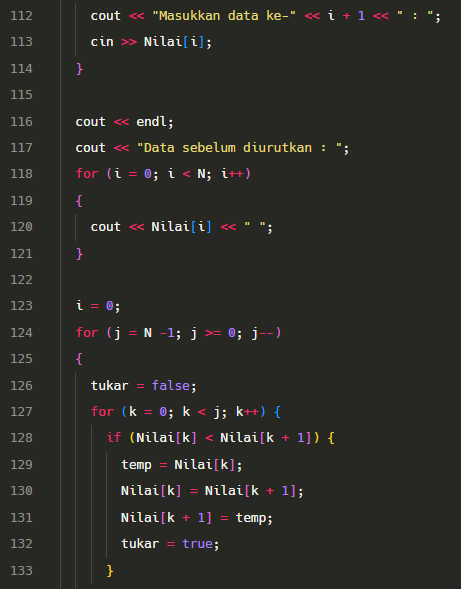 112 cout << "Masukkan data ke-" << i + 1 << " : ";
113 cin >> Nilai[i];
114 }
115
116 cout << endl;
117 cout << "Data sebelum diurutkan : ";
118 for (i = 0; i < N; i++)
119 {
120 cout << Nilai[i] << " ";
121 }
122
123 i = 0;
124 for (j = N -1; j >= 0; j--)
125 {
126 tukar = false;
127 for (k = 0; k < j; k++) {
128 if (Nilai[k] < Nilai[k + 1]) {
129 temp = Nilai[k];
130 Nilai[k] = Nilai[k + 1];
131 Nilai[k + 1] = temp;
132 tukar = true;
133 }